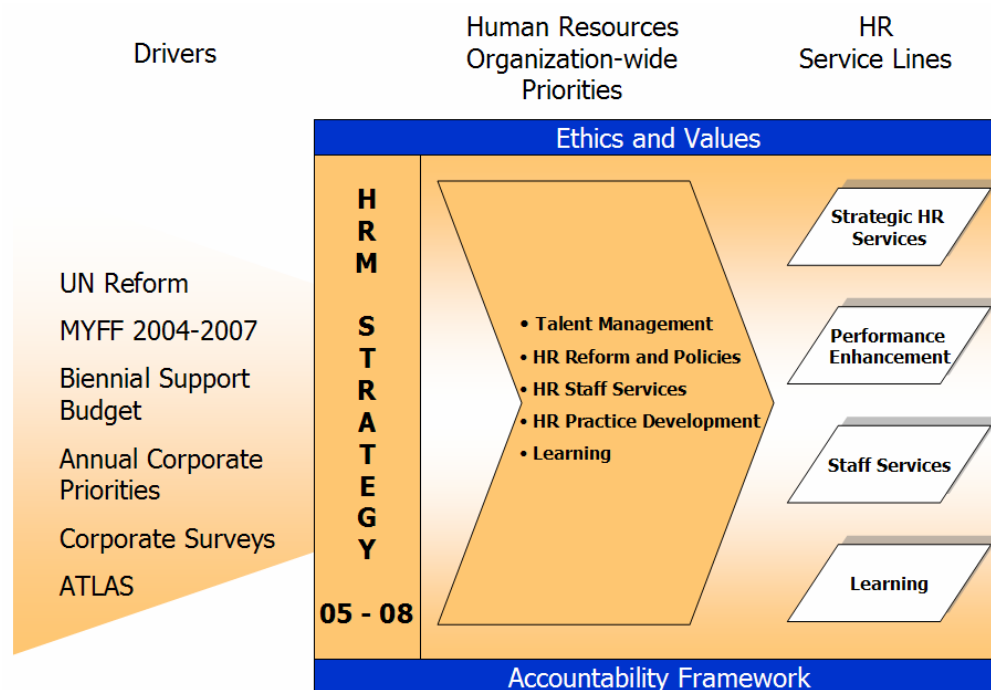 Drivers
Human Resources
Organization-wide
Priorities
HR
Service Lines
Ethics and Values
UN Reform
MYFF 2004-2007
Biennial Support
Budget
Annual Corporate
Priorities
Corporate Surveys
ATLAS
H
R
M
S
T
R
A
T
E
G
Y
05 - 08
• Talent Management
• HR Reform and Policies
• HR Staff Services
• HR Practice Development
• Learning
Strategic HR
Services
Performance
Enhancement
Staff Services
Learning
Accountability Framework